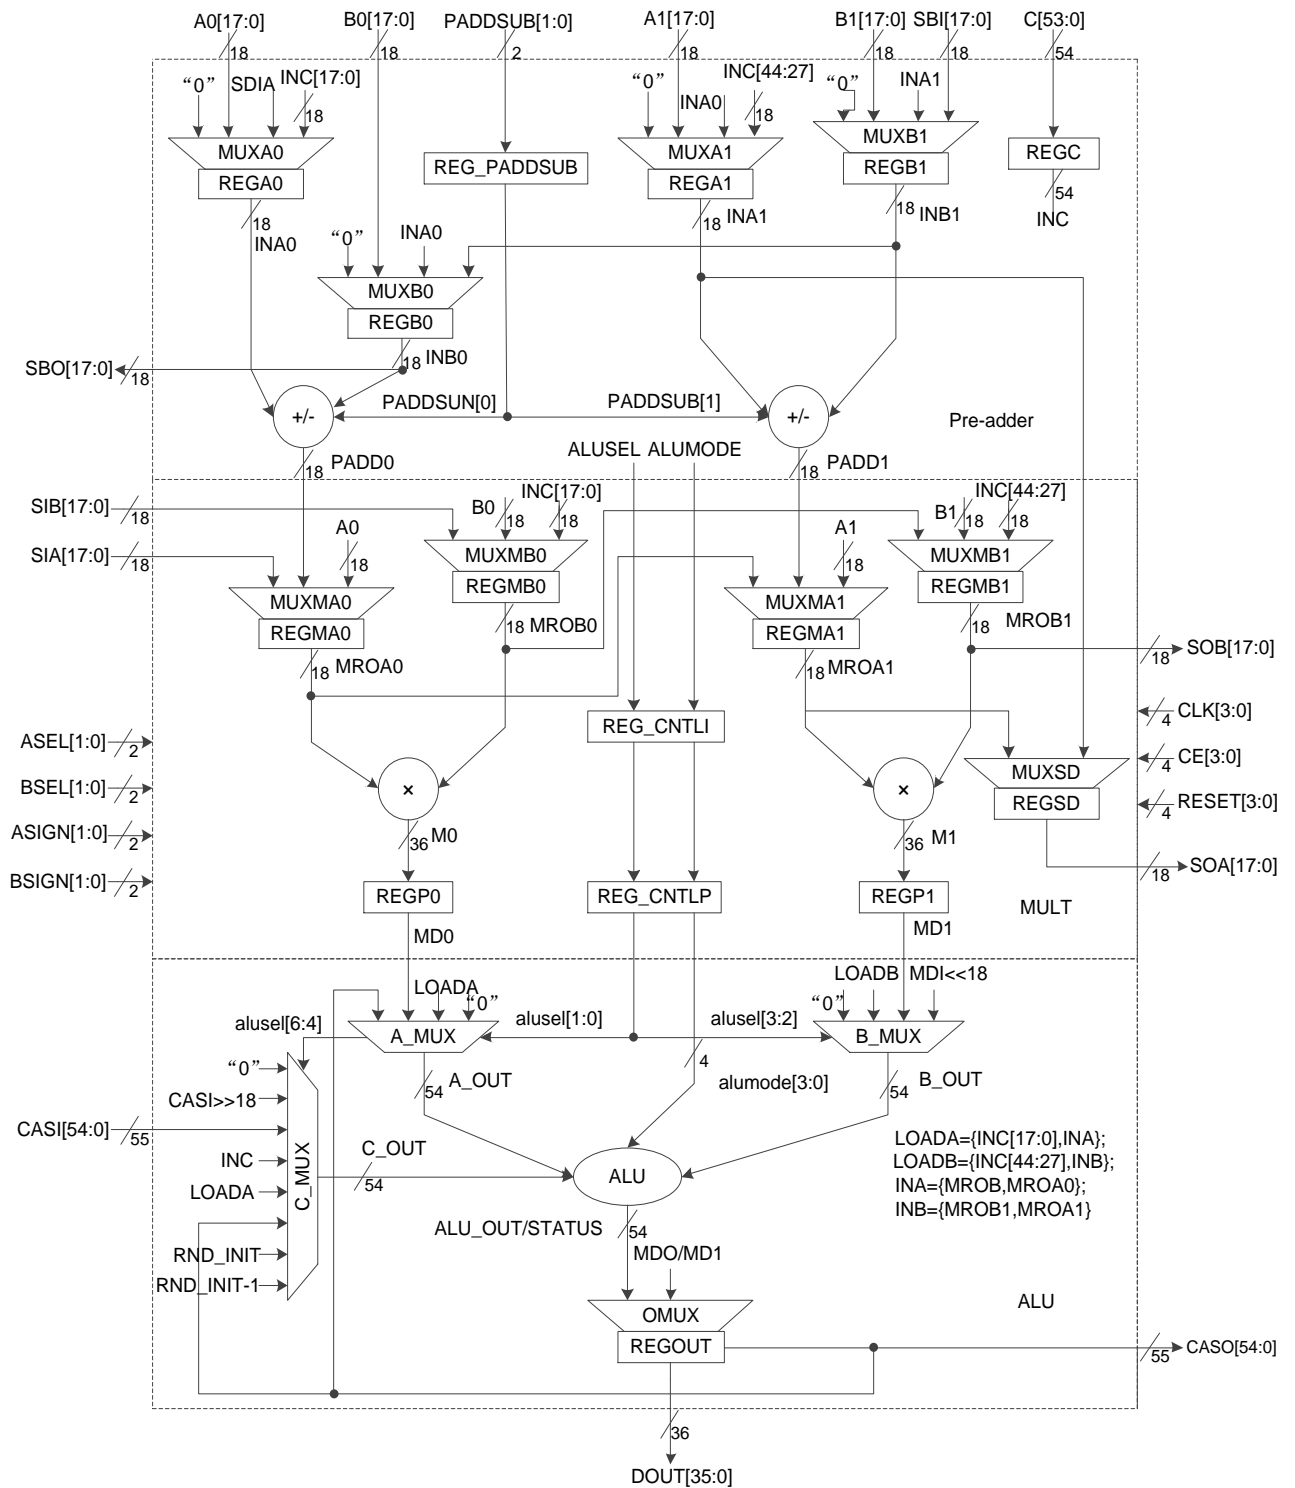 A0[17:0] B0[17:0] PADDSUB[1:0] A1[17:0] B1[17:0] SBI[17:0] C[53:0]
18 18 2 18 18 18 54
“0” SDIA INC[17:0] “0” INA0 INC[44:27] “0” INA1
18 18
MUXA0 MUXA1 MUXB1 REGC
REGA0 REG_PADDSUB REGA1 REGB1
54
INC
18 INA0 18 INA1 18 INB1
“0” INA0
MUXB0
REGB0
18 INB0
SBO[17:0] 18
+/- PADDSUN[0] PADDSUB[1] +/-
Pre-adder
ALUSEL ALUMODE
18 PADD0 18 PADD1
SIB[17:0] 18 B0 18 INC[17:0] 18 B1 18 INC[44:27] 18
SIA[17:0] 18 A0 18 A1 18
MUXMB0 MUXMB1
REGMB0 REGMB1
MUXMA0 MUXMA1
REGMA0 REGMA1
18 MROB0 18 MROB1
18 MROA0 18 MROA1
18 SOB[17:0]
REG_CNTLI
4 CLK[3:0]
ASEL[1:0] 2
4 CE[3:0]
MUXSD
BSEL[1:0] 2 × × REGSD
4 RESET[3:0]
ASIGN[1:0] 2 36 M0 36 M1
18 SOA[17:0]
BSIGN[1:0] 2
REGP0 REG_CNTLP REGP1
MULT
MD0 MD1
LOADA “0” “0” LOADB MDI<<18
alusel[6:4] A_MUX alusel[1:0] alusel[3:2] B_MUX
“0” 4
54 A_OUT alumode[3:0] 54 B_OUT
CASI>>18
CASI[54:0] 55
LOADA={INC[17:0],INA};
LOADB={INC[44:27],INB};
INA={MROB,MROA0};
INB={MROB1,MROA1}
INC
C_MUX
C_OUT
54
ALU
LOADA
ALU_OUT/STATUS 54
RND_INIT MDO/MD1
RND_INIT-1
OMUX
ALU
REGOUT
55 CASO[54:0]
36
DOUT[35:0]